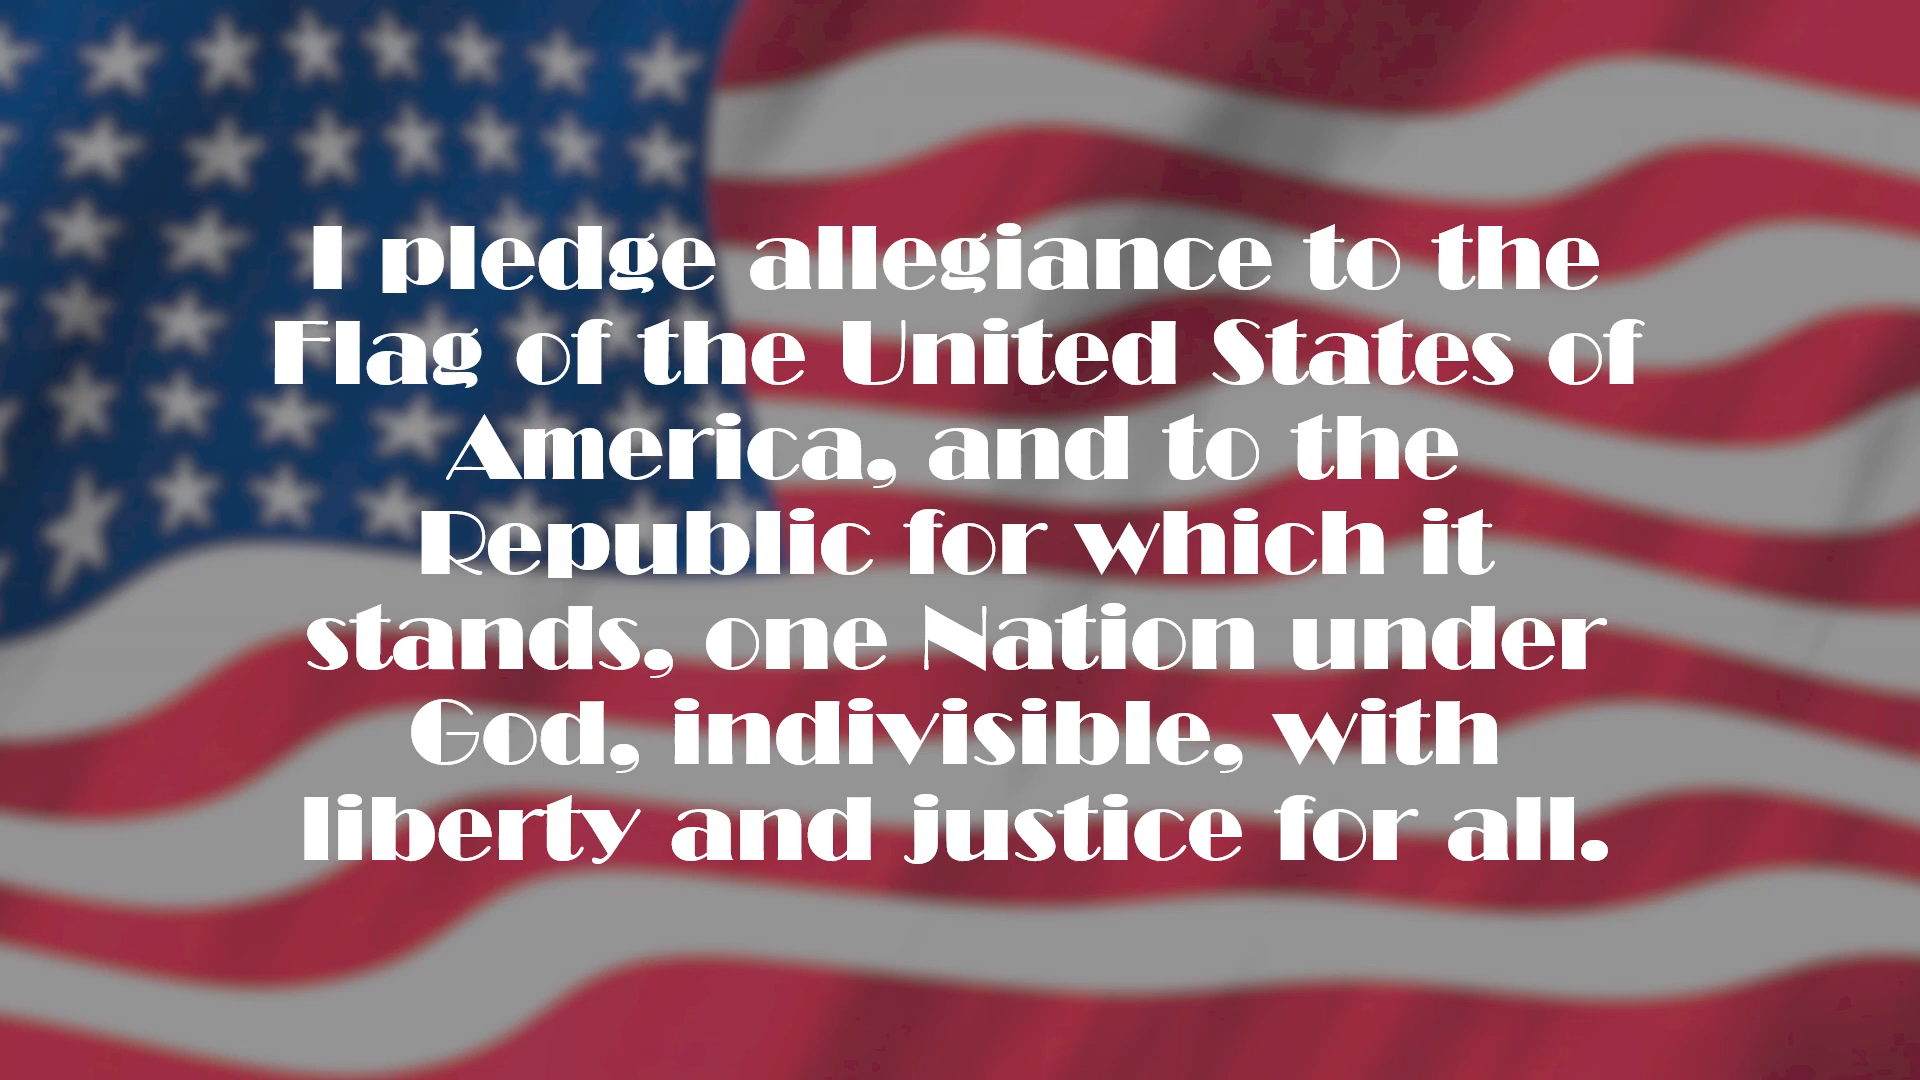 I pledge allegiance to the
Flag of the United States of
America, and to the
Republic for which it
stands, one Nation under
God, indivisible, with
liberty and justice for all.